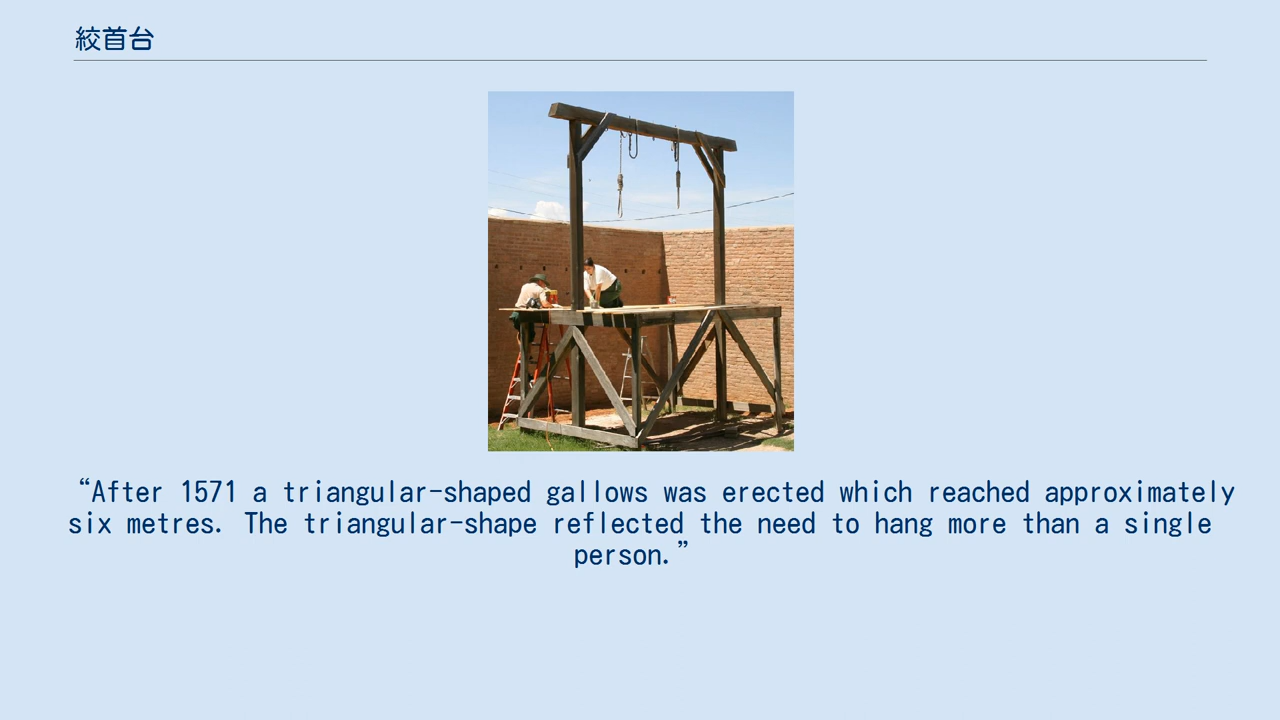 絞首台
“After 1571 a triangular-shaped gallows was erected which reached approximately
six metres. The triangular-shape reflected the need to hang more than a single
person.”